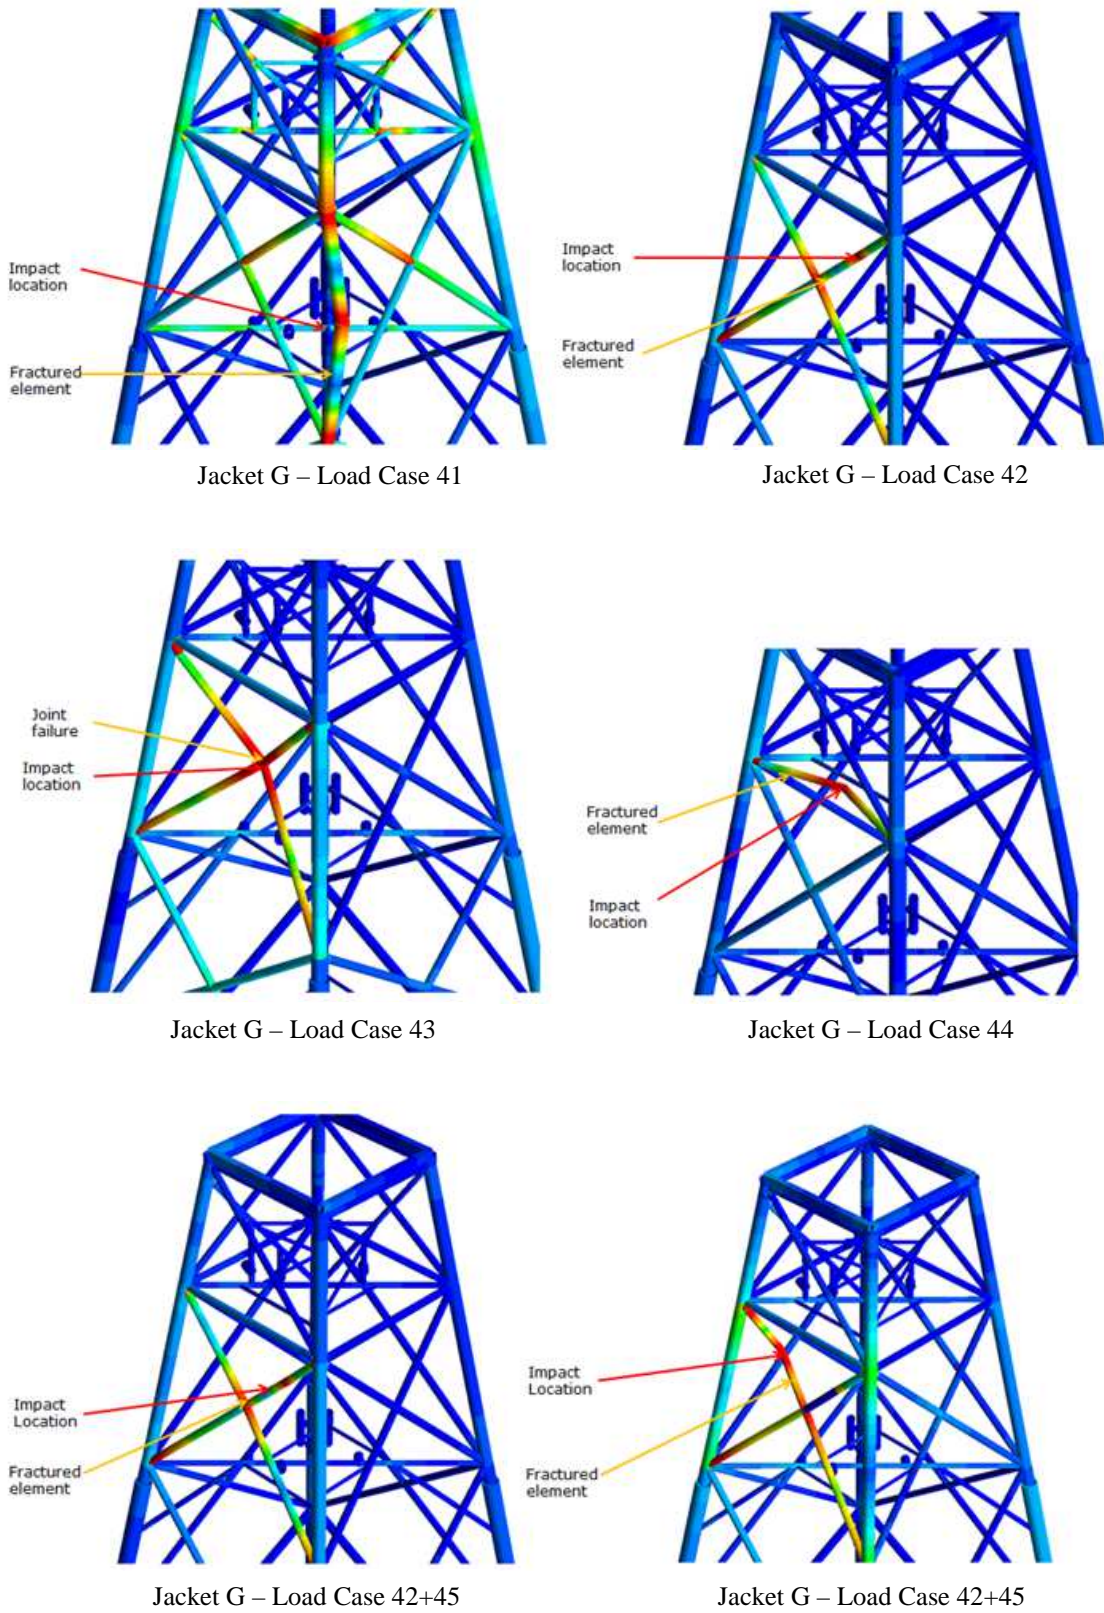 Impact
location
Fractured
element
Jacket G – Load Case 41
Impact
location
Fractured
element
Jacket G – Load Case 42
Joint
failure
Impact
location
Jacket G – Load Case 43
Fractured
element
Impact
location
Jacket G – Load Case 44
Impact
Location
Fractured
element
Jacket G – Load Case 42+45
Impact
Location
Fractured
element
Jacket G – Load Case 42+45